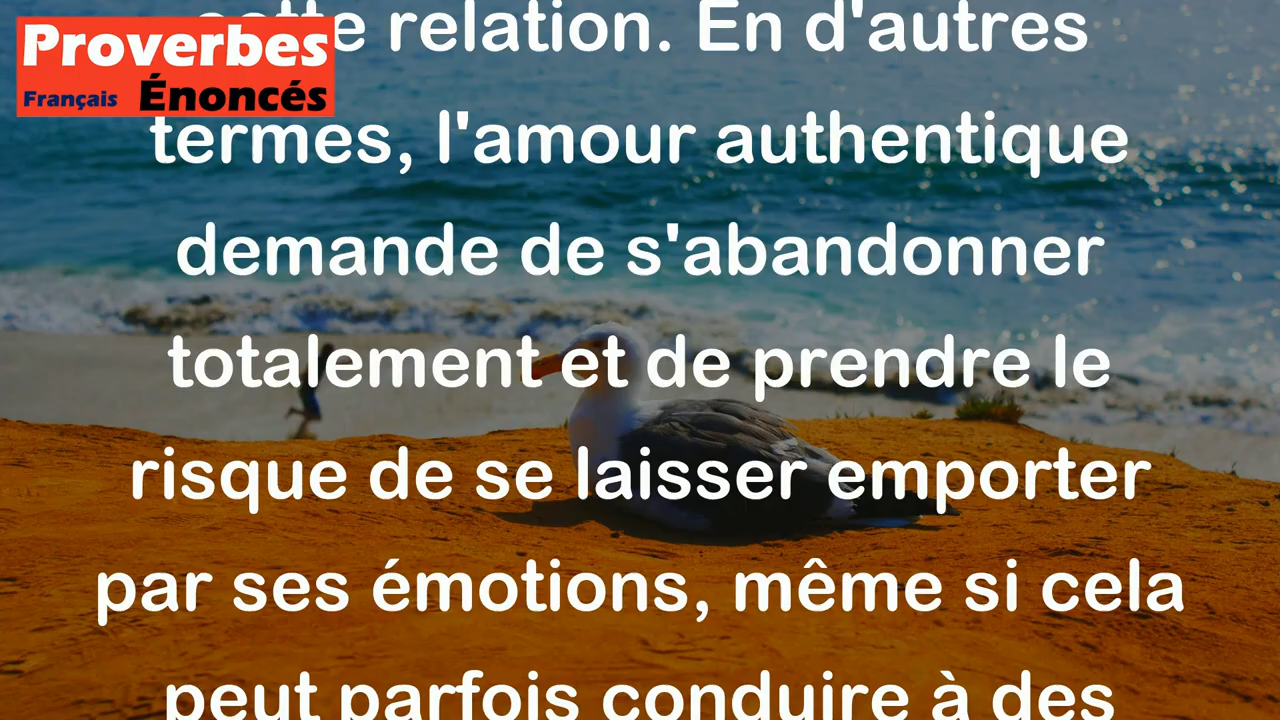 Proverbes
Français Énoncés
relation. En d'autres
termes, l'amour authentique
demande de s'abandonner
totalement et de prendre le
risque de se laisser emporter
par ses émotions, même si cela
peut parfois conduire à des